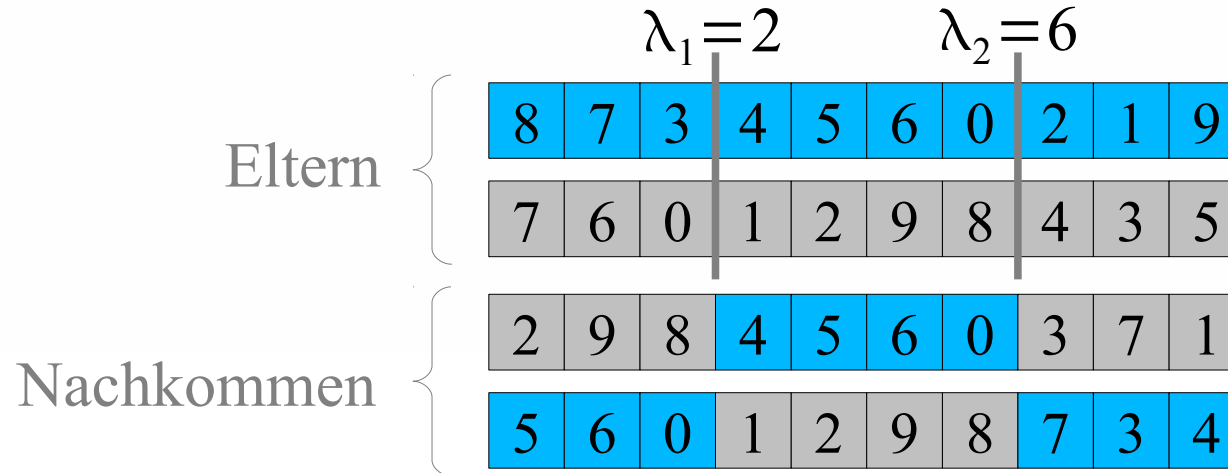 λ₁=2 λ₂=6
Eltern
8 7 3 4 5 6 0 2 1 9
7 6 0 1 2 9 8 4 3 5
Nachkommen
2 9 8 4 5 6 0 3 7 1
5 6 0 1 2 9 8 7 3 4